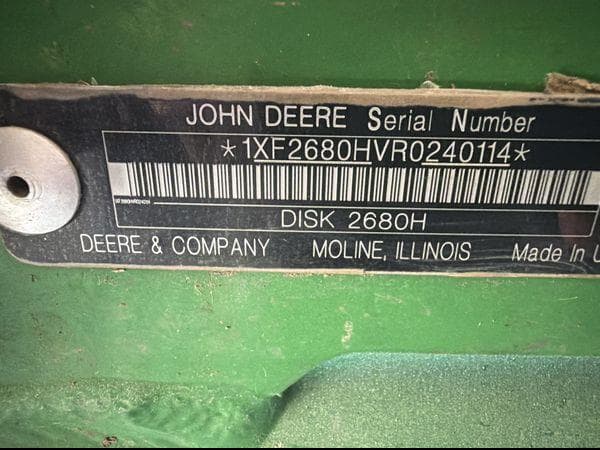 JOHN DEERE Serial Number
*1XF2680HVR0240114*
DISK 2680H
DEERE & COMPANY MOLINE, ILLINOIS Made in U